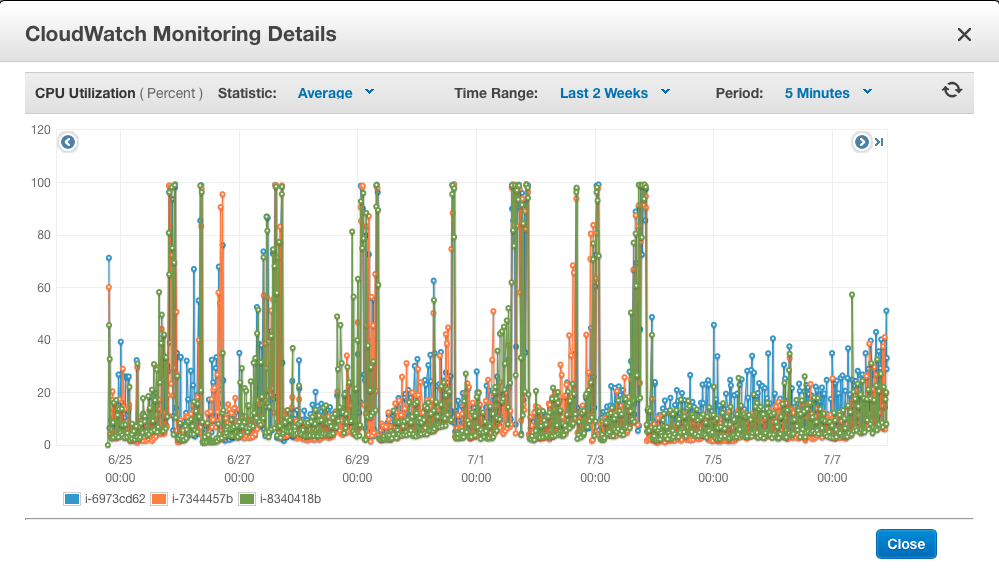 CloudWatch Monitoring Details
CPU Utilization ( Percent ) Statistic: Average Time Range: Last 2 Weeks Period: 5 Minutes
120
100
80
60
40
20
0
6/25 6/27 6/29 7/1 7/3 7/5 7/7
00:00 00:00 00:00 00:00 00:00 00:00 00:00
i-6973cd62 i-7344457b i-8340418b
Close